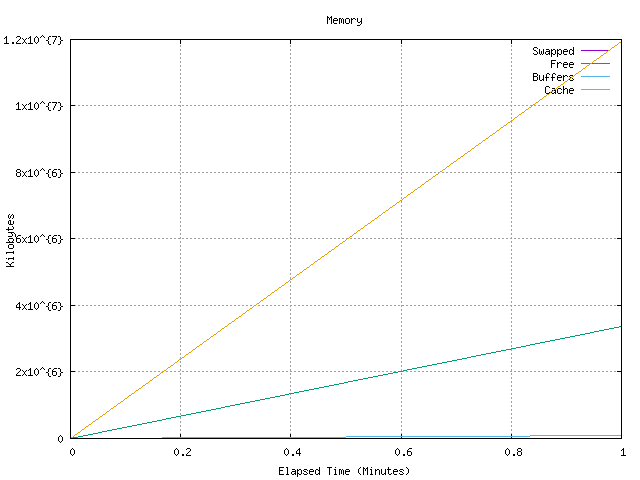 Memory
1.2x10^{7}
1x10^{7}
8x10^{6}
6x10^{6}
4x10^{6}
2x10^{6}
0
Kilobytes
Swapped
Free
Buffers
Cache
0 0.2 0.4 0.6 0.8 1
Elapsed Time (Minutes)